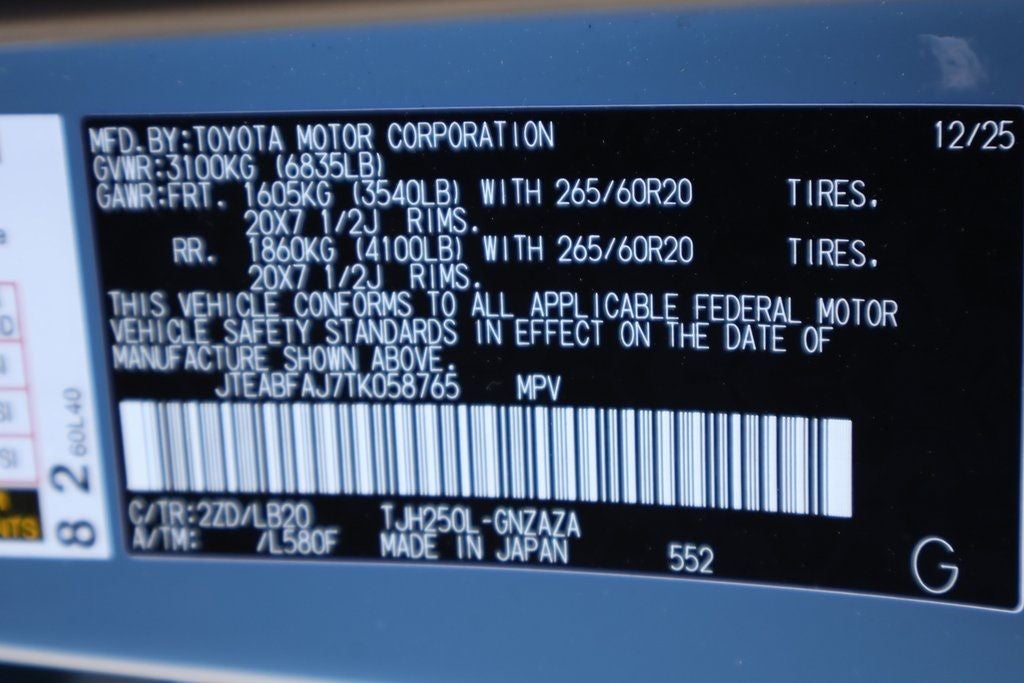 MFD.BY:TOYOTA MOTOR CORPORATION 12/25
GVWR:3100KG (6835LB)
GAWR:FRT. 1605KG (3540LB) WITH 265/60R20 TIRES.
20X7 1/2J RIMS.
RR. 1860KG (4100LB) WITH 265/60R20 TIRES.
20X7 1/2J RIMS.
THIS VEHICLE CONFORMS TO ALL APPLICABLE FEDERAL MOTOR
VEHICLE SAFETY STANDARDS IN EFFECT ON THE DATE OF
MANUFACTURE SHOWN ABOVE.
JTEABFAJ7TK058765 MPV
C/TR:2ZD/LB20 TJH250L-GNZAZA
A/TM: /L580F MADE IN JAPAN 552
G
82
60L40